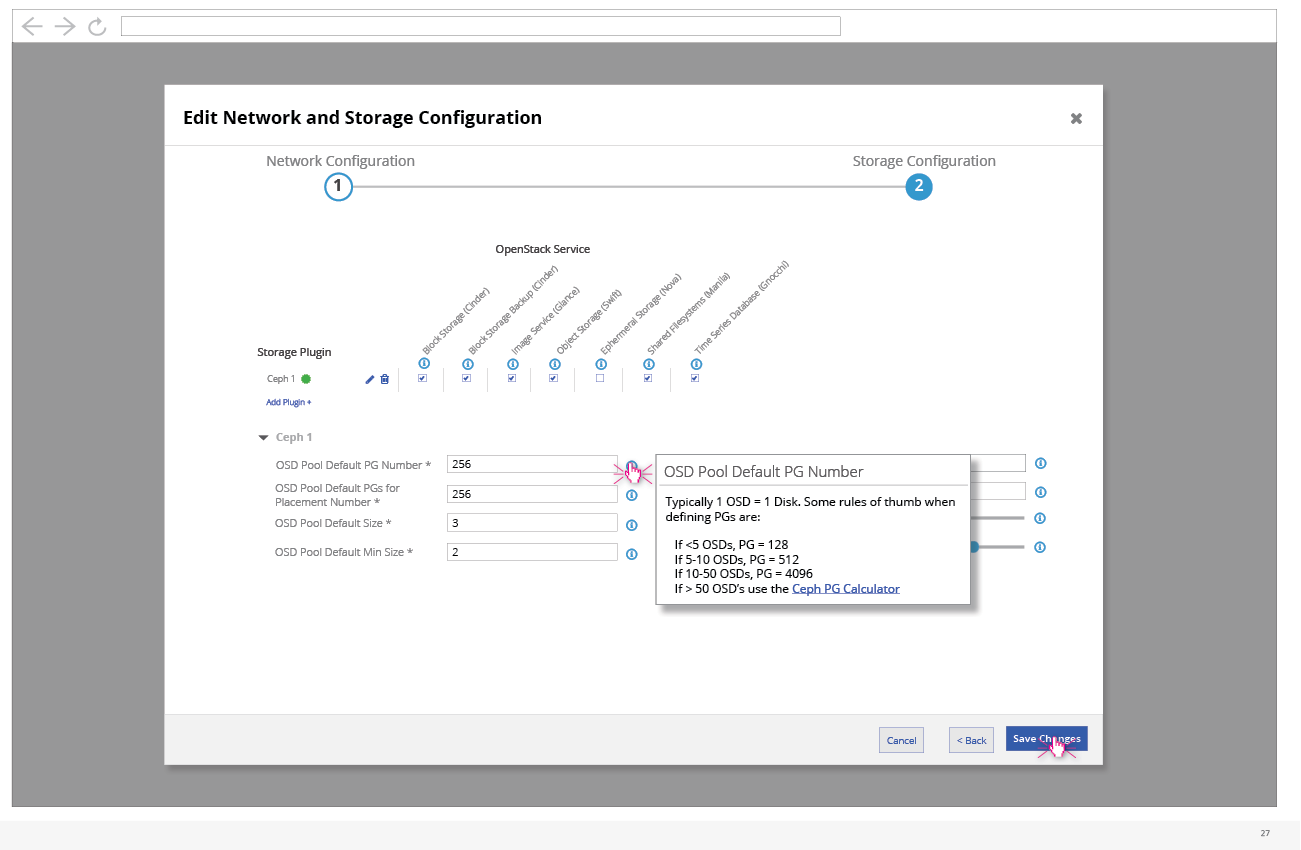 Edit Network and Storage Configuration
Network Configuration
Storage Configuration
1
2
OpenStack Service
Block Storage (Cinder)
Block Storage Backup (Cinder)
Image Service (Glance)
Object Storage (Swift)
Ephemeral Storage (Nova)
Shared Filesystems (Manila)
Time Series Database (Gnocchi)
Storage Plugin
Ceph 1
Add Plugin +
Ceph 1
OSD Pool Default PG Number *
256
OSD Pool Default PGs for
Placement Number *
256
OSD Pool Default Size *
3
OSD Pool Default Min Size *
2
OSD Pool Default PG Number
Typically 1 OSD = 1 Disk. Some rules of thumb when
defining PGs are:
If <5 OSDs, PG = 128
If 5-10 OSDs, PG = 512
If 10-50 OSDs, PG = 4096
If > 50 OSD's use the Ceph PG Calculator
Cancel
< Back
Save Changes
27